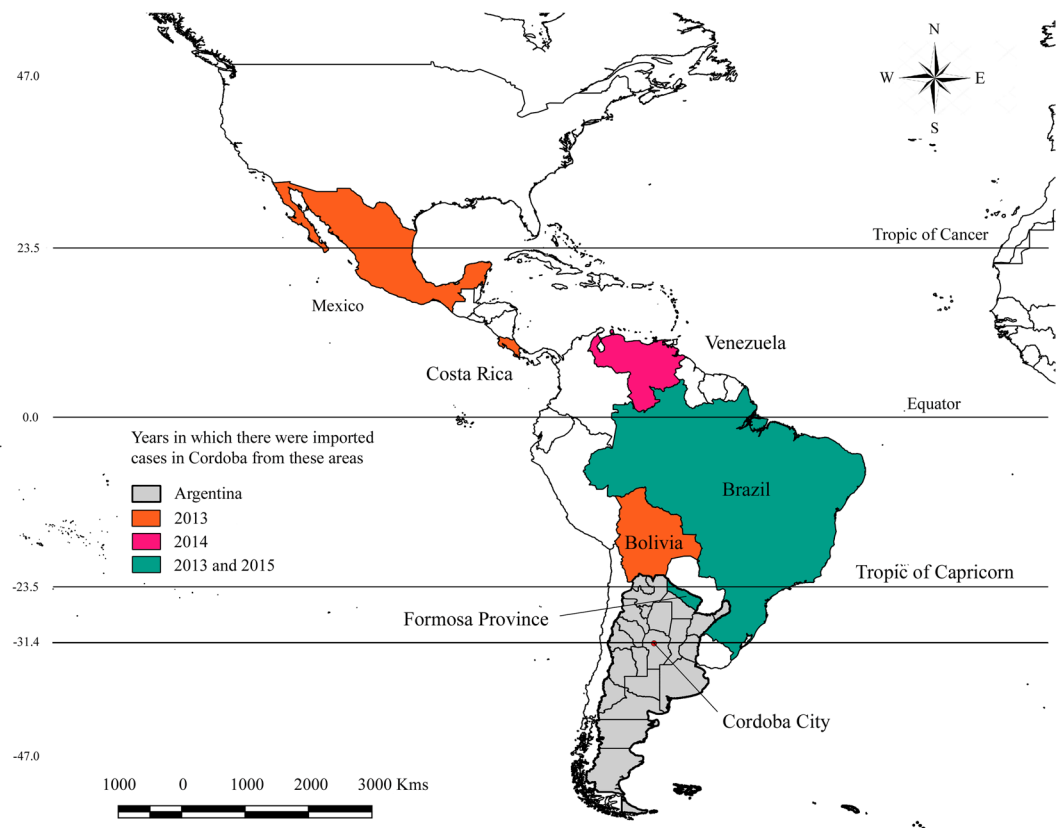 N
47.0
W
E
S
Tropic of Cancer
23.5
Mexico
Venezuela
Costa Rica
Equator
0.0
Years in which there were imported
cases in Cordoba from these areas
Argentina
2013
2014
2013 and 2015
Brazil
Bolivia
Tropic of Capricorn
-23.5
Formosa Province
-31.4
Cordoba City
-47.0
1000 0 1000 2000 3000 Kms